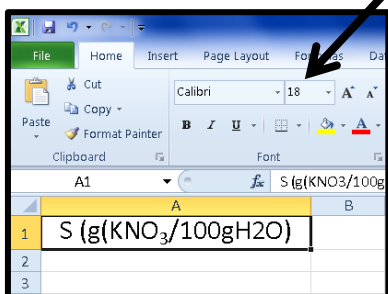 File Home Insert Page Layout Fo as Da
Cut
Copy
Format Painter
Paste
Calibri 18 A A
B I U A
Clipboard Font
A1 fx S (g(KNO3/100g
A B
1 S (g(KNO₃/100gH2O)
2
3